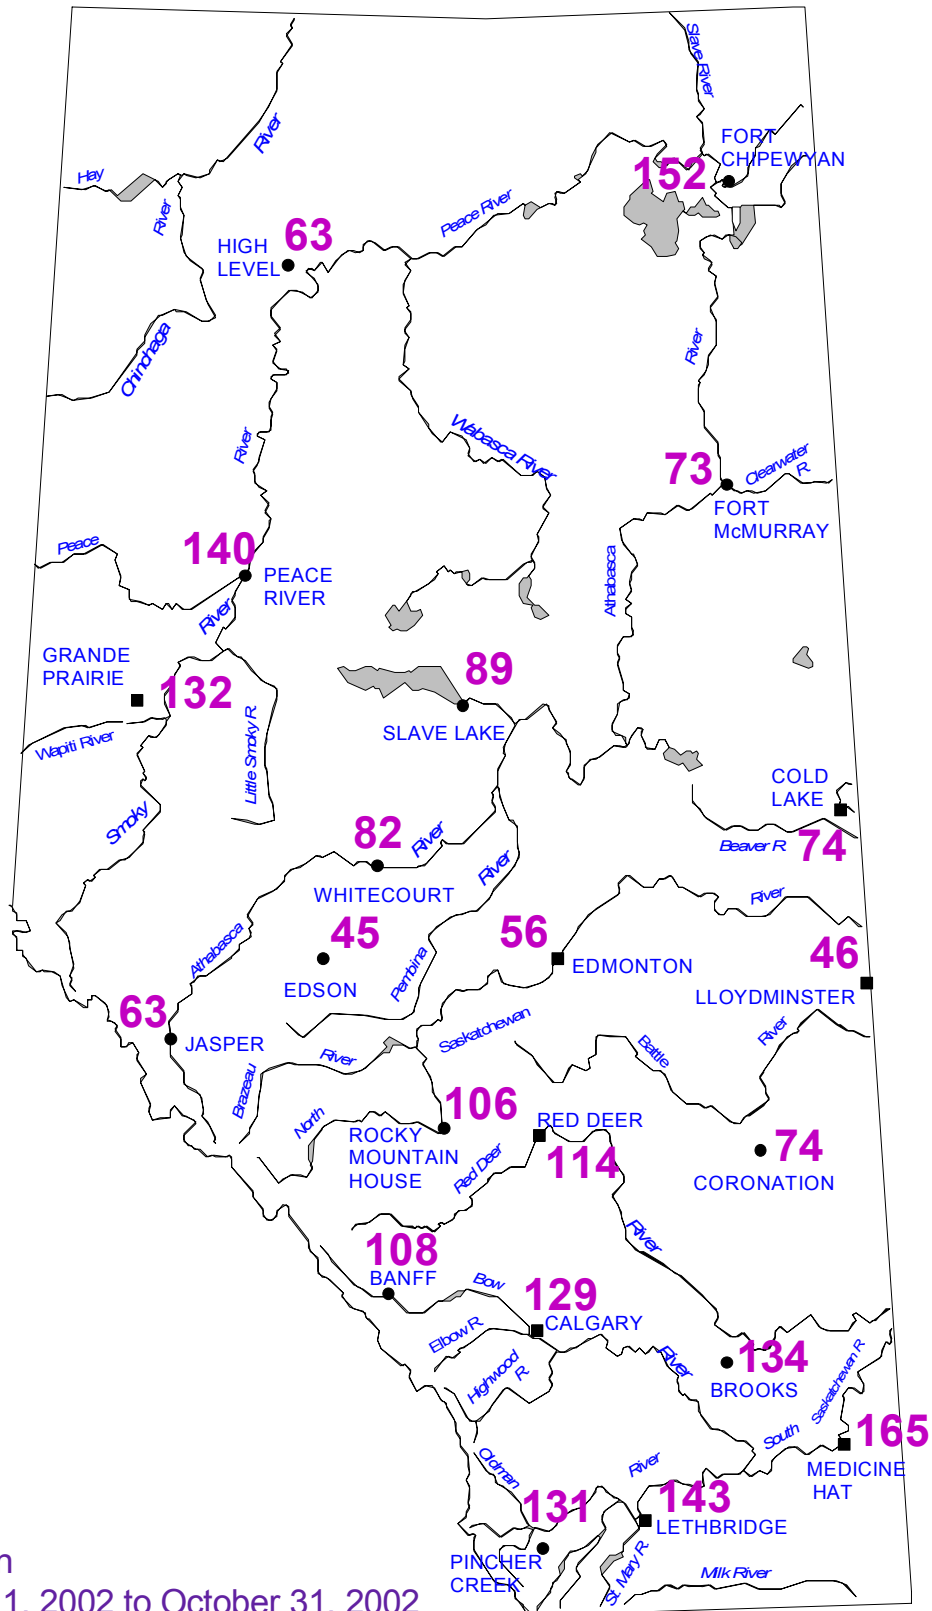 Slave River
FORT
CHIPEWYAN
152
Hay
River
River
Peace River
63
HIGH
LEVEL
Chinchaga
River
River
Wabasca River
73
Clearwater
R.
FORT
McMURRAY
Peace
140
PEACE
RIVER
River
Athabasca
GRANDE
PRAIRIE
132
89
SLAVE LAKE
Wapiti River
Little Smoky R.
Smoky
COLD
LAKE
74
Beaver R
82
River
WHITECOURT
River
River
45
EDSON
Athabasca
Pembina
56
EDMONTON
46
LLOYDMINSTER
63
JASPER
Saskatchewan
River
Brazeau
Battle
River
North
106
ROCKY
MOUNTAIN
HOUSE
RED DEER
114
Red Deer
74
CORONATION
River
108
BANFF
Bow
129
CALGARY
Elbow R.
Highwood
R.
River
134
BROOKS
Saskatchewan R
South
165
MEDICINE
HAT
Oldman
River
131
143
LETHBRIDGE
PINCHER
CREEK
St. Mary R.
Milk River
1, 2002 to October 31, 2002